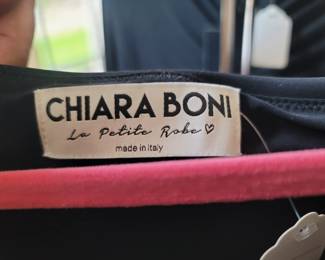 CHIARA BONI
La Petite Robe
made in italy